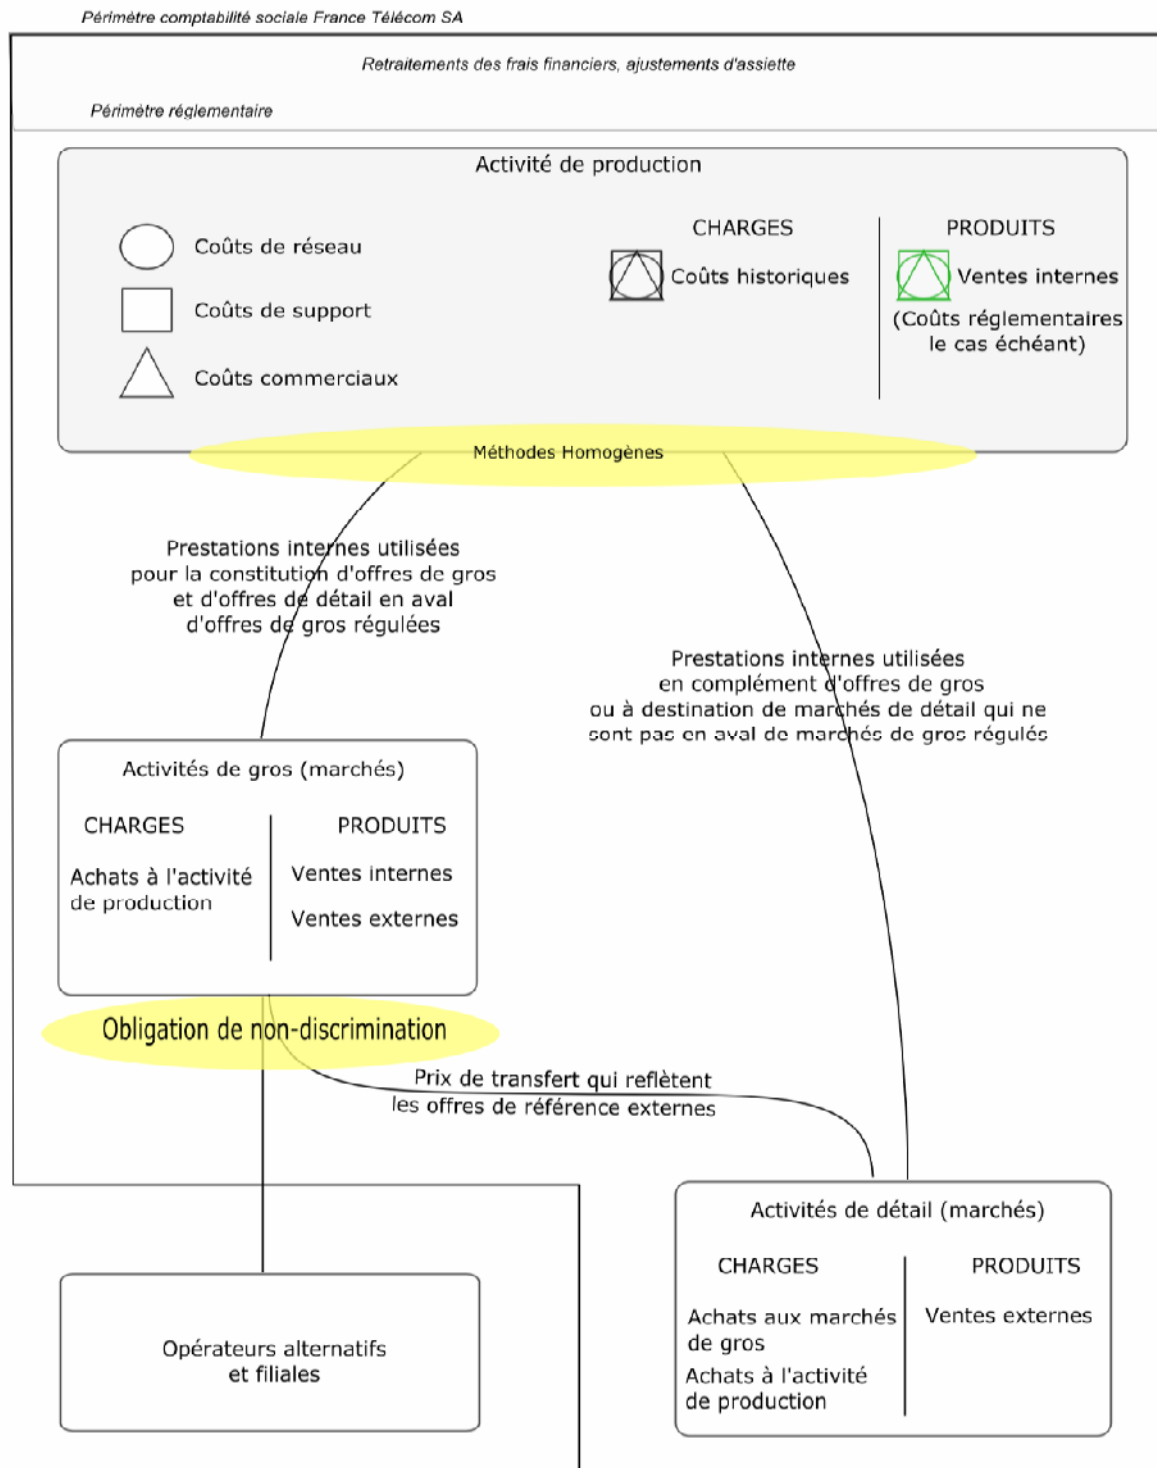 Périmètre comptabilité sociale France Télécom SA
Retraitements des frais financiers, ajustements d'assiette
Périmètre réglementaire
Activité de production
Coûts de réseau
Coûts de support
Coûts commerciaux
CHARGES
Coûts historiques
PRODUITS
Ventes internes
(Coûts réglementaires
le cas échéant)
Méthodes Homogènes
Prestations internes utilisées
pour la constitution d'offres de gros
et d'offres de détail en aval
d'offres de gros régulées
Prestations internes utilisées
en complément d'offres de gros
ou à destination de marchés de détail qui ne
sont pas en aval de marchés de gros régulés
Activités de gros (marchés)
CHARGES
Achats à l'activité
de production
PRODUITS
Ventes internes
Ventes externes
Obligation de non-discrimination
Prix de transfert qui reflètent
les offres de référence externes
Activités de détail (marchés)
CHARGES
Achats aux marchés
de gros
Achats à l'activité
de production
PRODUITS
Ventes externes
Opérateurs alternatifs
et filiales